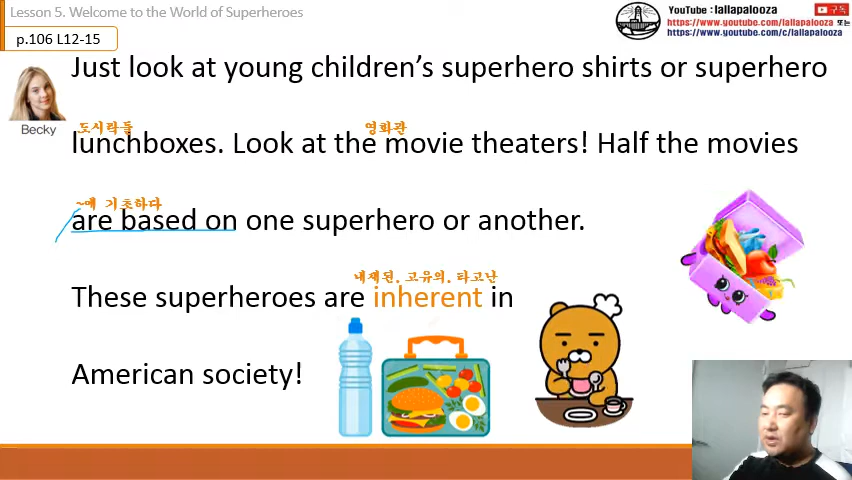 Lesson 5. Welcome to the World of Superheroes
p.106 L12-15
YouTube : lallapalooza
구독
https://www.youtube.com/lallapalooza 또는
https://www.youtube.com/c/lallapalooza
Just look at young children's superhero shirts or superhero
Becky
도시락들
영화관
lunchboxes. Look at the movie theaters! Half the movies
~에 기초하다
are based on one superhero or another.
내재된, 고유의, 타고난
These superheroes are inherent in
American society!